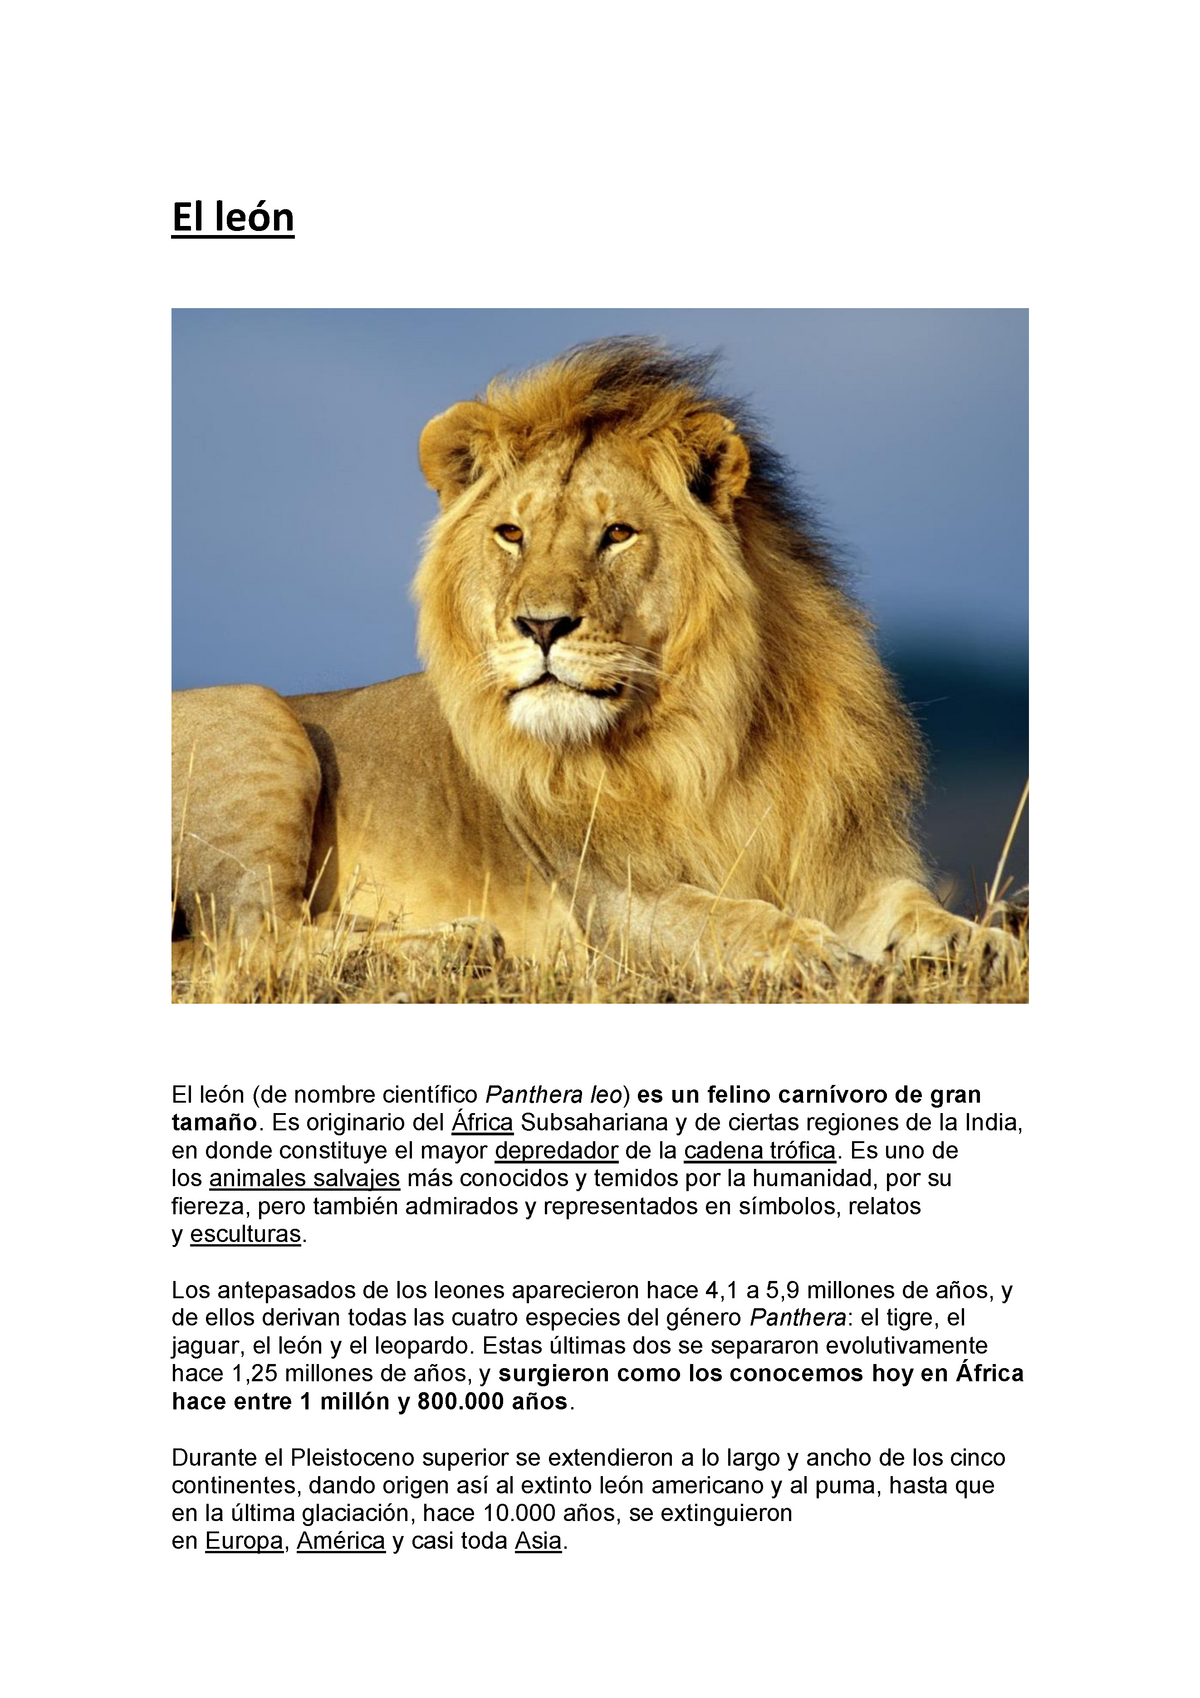 El león
El león (de nombre científico Panthera leo) es un felino carnívoro de gran
tamaño. Es originario del África Subsahariana y de ciertas regiones de la India,
en donde constituye el mayor depredador de la cadena trófica. Es uno de
los animales salvajes más conocidos y temidos por la humanidad, por su
fiereza, pero también admirados y representados en símbolos, relatos
y esculturas.
Los antepasados de los leones aparecieron hace 4,1 a 5,9 millones de años, y
de ellos derivan todas las cuatro especies del género Panthera: el tigre, el
jaguar, el león y el leopardo. Estas últimas dos se separaron evolutivamente
hace 1,25 millones de años, y surgieron como los conocemos hoy en África
hace entre 1 millón y 800.000 años.
Durante el Pleistoceno superior se extendieron a lo largo y ancho de los cinco
continentes, dando origen así al extinto león americano y al puma, hasta que
en la última glaciación, hace 10.000 años, se extinguieron
en Europa, América y casi toda Asia.